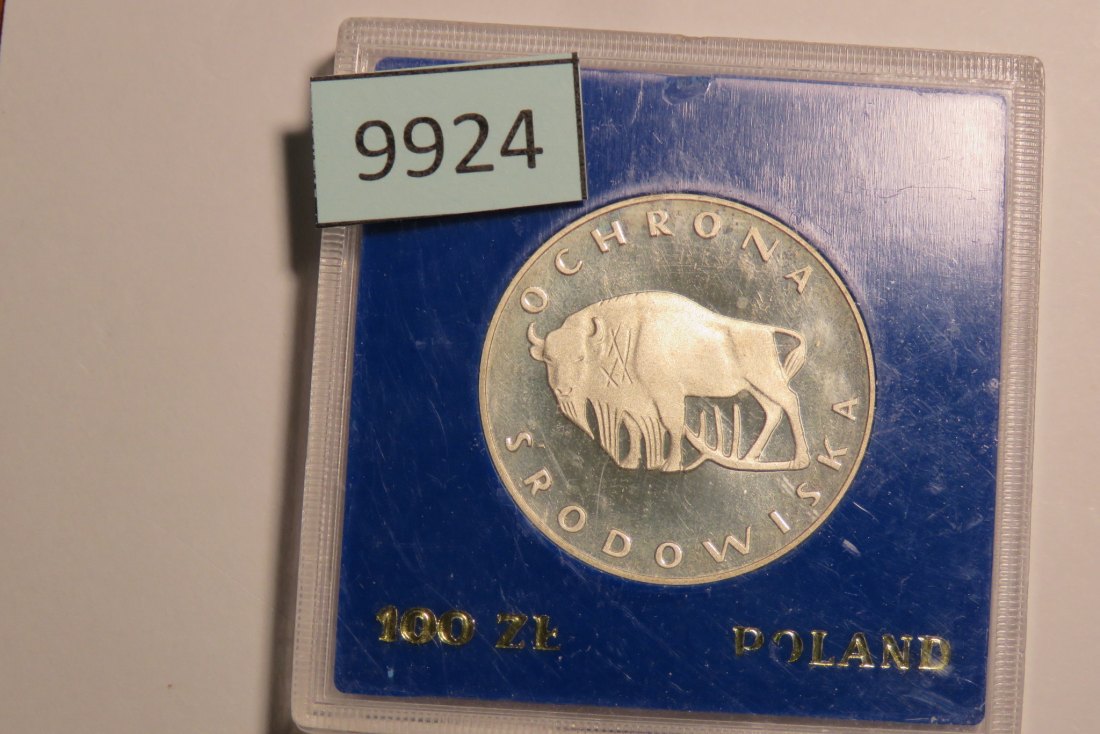 9924
OCHRONA
ŚRODOWISKA
100 ZŁ
POLAND